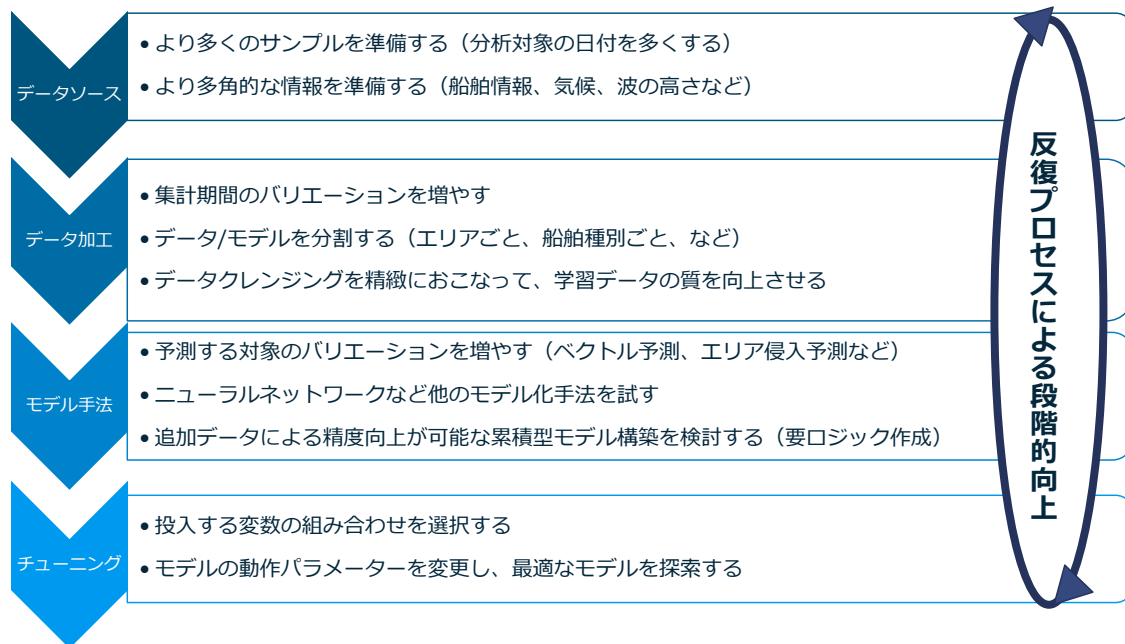 データソース
• より多くのサンプルを準備する（分析対象の日付を多くする）
• より多角的な情報を準備する（船舶情報、気候、波の高さなど）
データ加工
• 集計期間のバリエーションを増やす
• データ/モデルを分割する（エリアごと、船舶種別ごと、など）
• データクレンジングを精緻におこなって、学習データの質を向上させる
モデル手法
• 予測する対象のバリエーションを増やす（ベクトル予測、エリア侵入予測など）
• ニューラルネットワークなど他のモデル化手法を試す
• 追加データによる精度向上が可能な累積型モデル構築を検討する（要ロジック作成）
チューニング
• 投入する変数の組み合わせを選択する
• モデルの動作パラメーターを変更し、最適なモデルを探索する
反復プロセスによる段階的向上